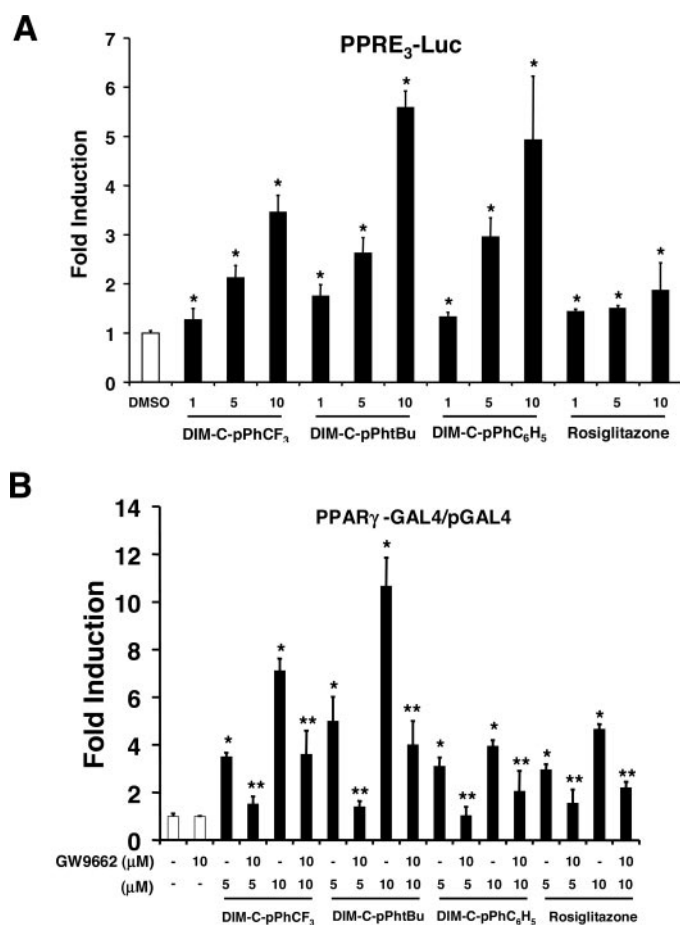 A
PPRE₃-Luc
Fold Induction
7
6
5
4
3
2
1
0
* * * * * * * * * * * *
DMSO 1 5 10 1 5 10 1 5 10 1 5 10
DIM-C-pPhCF₃ DIM-C-pPhtBu DIM-C-pPhC₆H₅ Rosiglitazone
B
PPARγ -GAL4/pGAL4
Fold Induction
14
12
10
8
6
4
2
0
* ** * ** * ** * ** * ** * ** * ** * **
GW9662 (μM) - 10 - 10 - 10 - 10 - 10 - 10 - 10 - 10 - 10
(μM) - - 5 5 10 10 5 5 10 10 5 5 10 10 5 5 10 10
DIM-C-pPhCF₃ DIM-C-pPhtBu DIM-C-pPhC₆H₅ Rosiglitazone